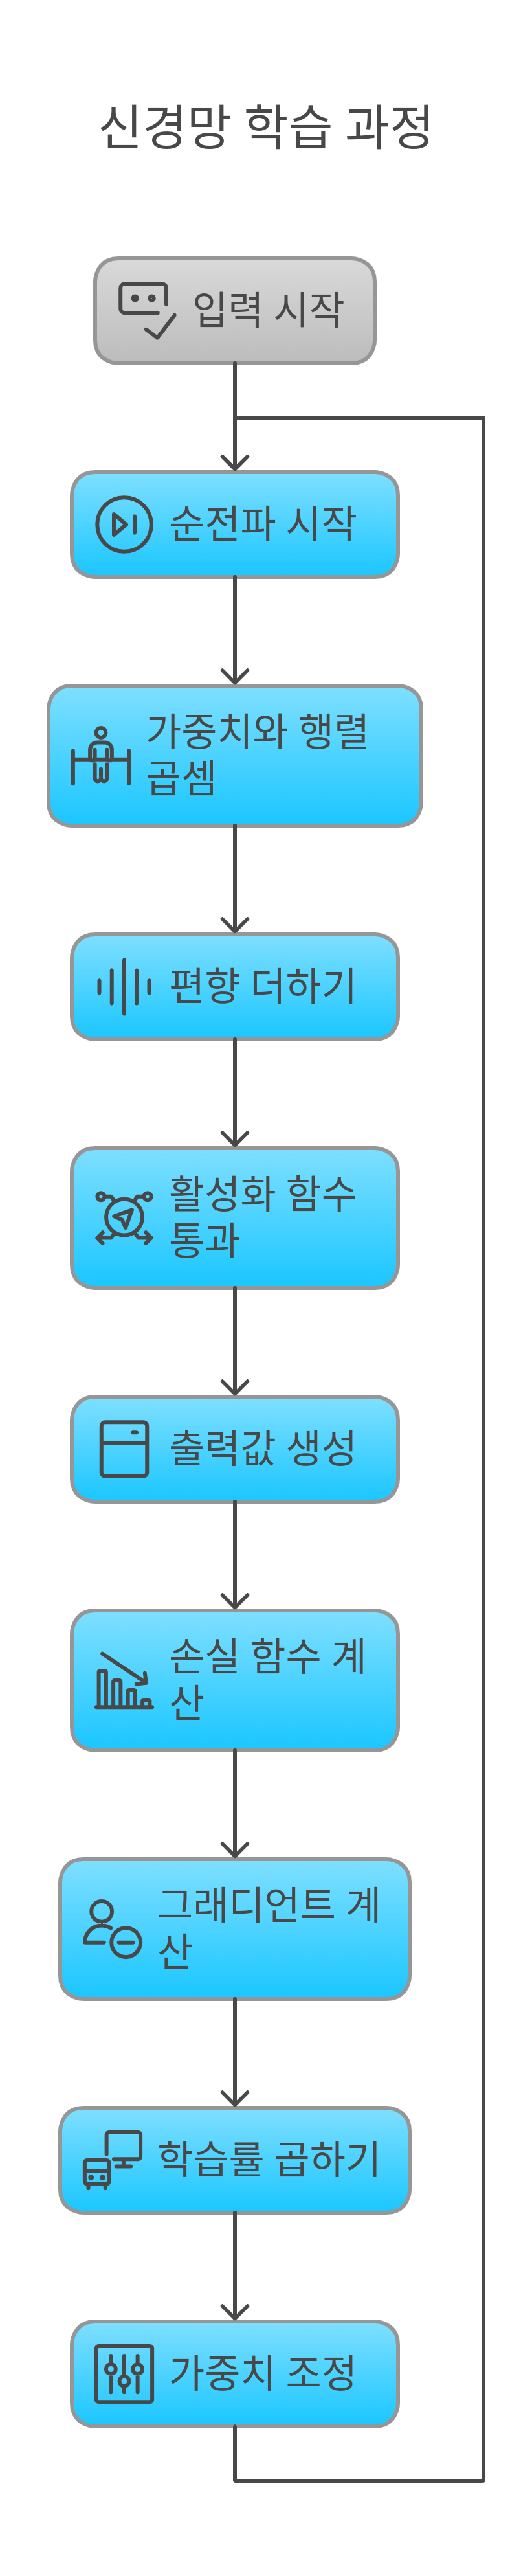 신경망 학습 과정
입력 시작
순전파 시작
가중치와 행렬
곱셈
편향 더하기
활성화 함수
통과
출력값 생성
손실 함수 계
산
그래디언트 계
산
학습률 곱하기
가중치 조정